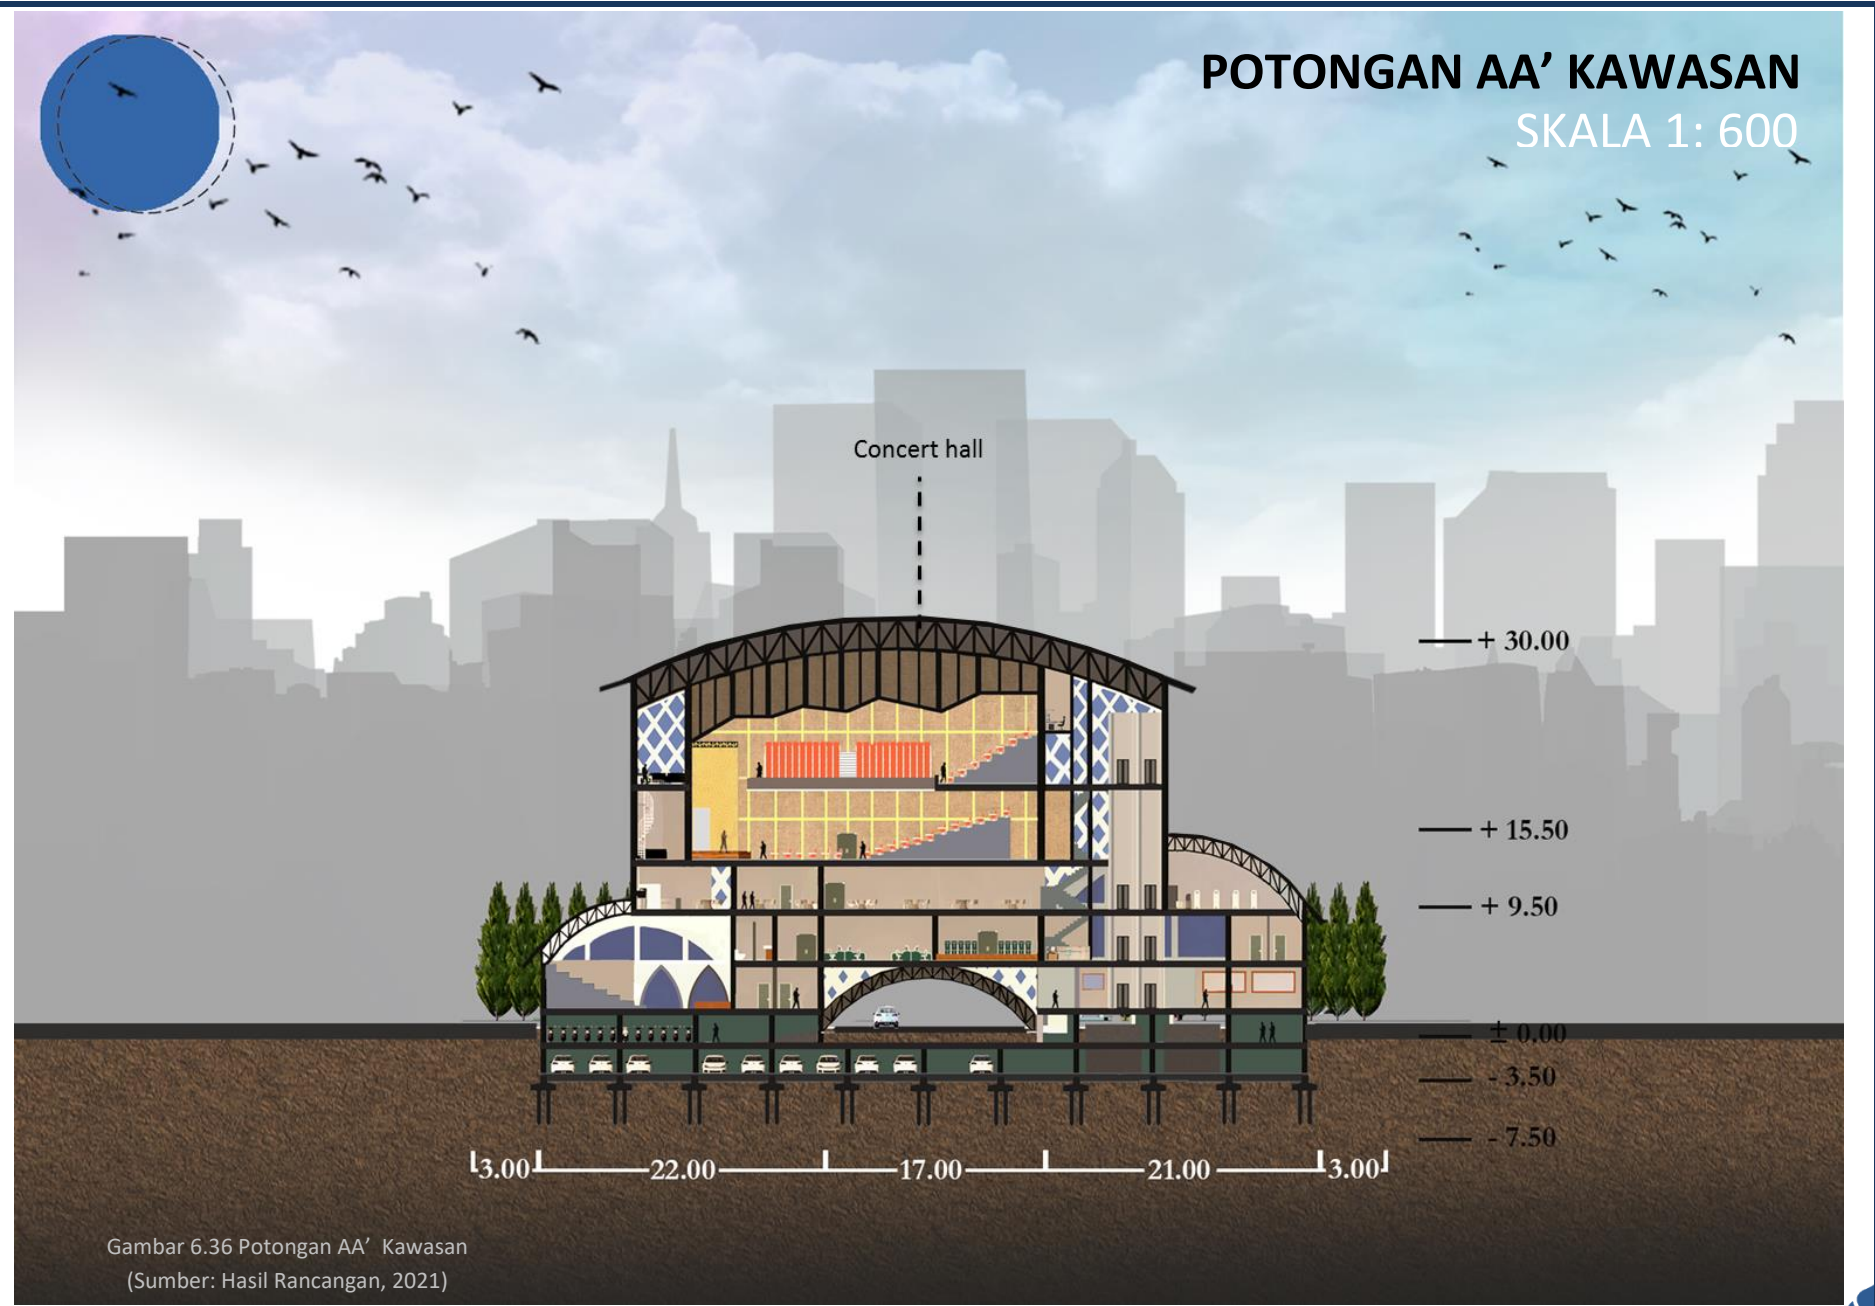 POTONGAN AA’ KAWASAN
SKALA 1: 600
Concert hall
+ 30.00
+ 15.50
+ 9.50
± 0.00
- 3.50
- 7.50
3.00 22.00 17.00 21.00 3.00
Gambar 6.36 Potongan AA’ Kawasan
(Sumber: Hasil Rancangan, 2021)